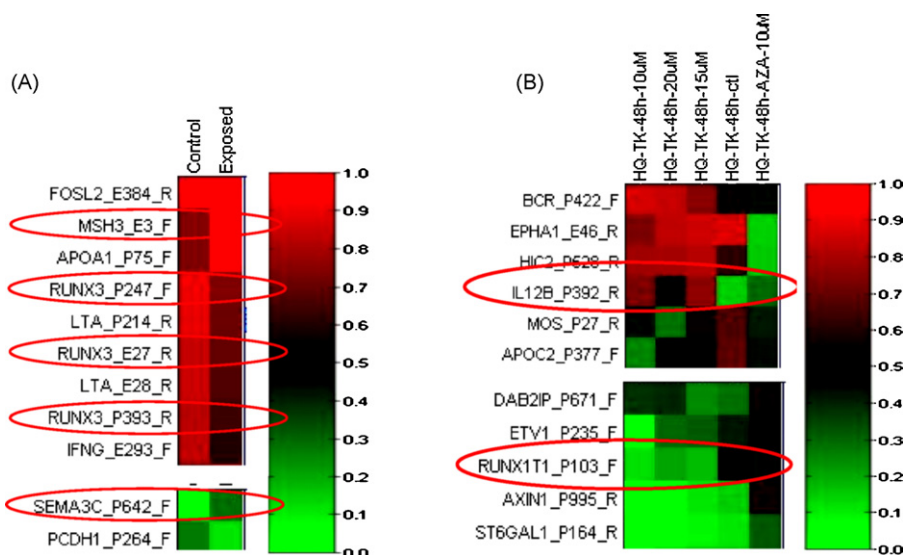 (A)
Control
Exposed
FOSL2_E384_R
MSH3_E3_F
APOA1_P75_F
RUNX3_P247_F
LTA_P214_R
RUNX3_E27_R
LTA_E28_R
RUNX3_P393_R
IFNG_E293_F
SEMA3C_P642_F
PCDH1_P264_F
1.0
0.9
0.8
0.7
0.6
0.5
0.4
0.3
0.2
0.1
0.0
(B)
HQ-TK-48h-10uM
HQ-TK-48h-20uM
HQ-TK-48h-15uM
HQ-TK-48h-ctl
HQ-TK-48h-AZA-10uM
BCR_P422_F
EPHA1_E46_R
HIC2_P528_R
IL12B_P392_R
MOS_P27_R
APOC2_P377_F
DAB2IP_P671_F
ETV1_P235_F
RUNX1T1_P103_F
AXIN1_P995_R
ST6GAL1_P164_R
1.0
0.9
0.8
0.7
0.6
0.5
0.4
0.3
0.2
0.1
0.0